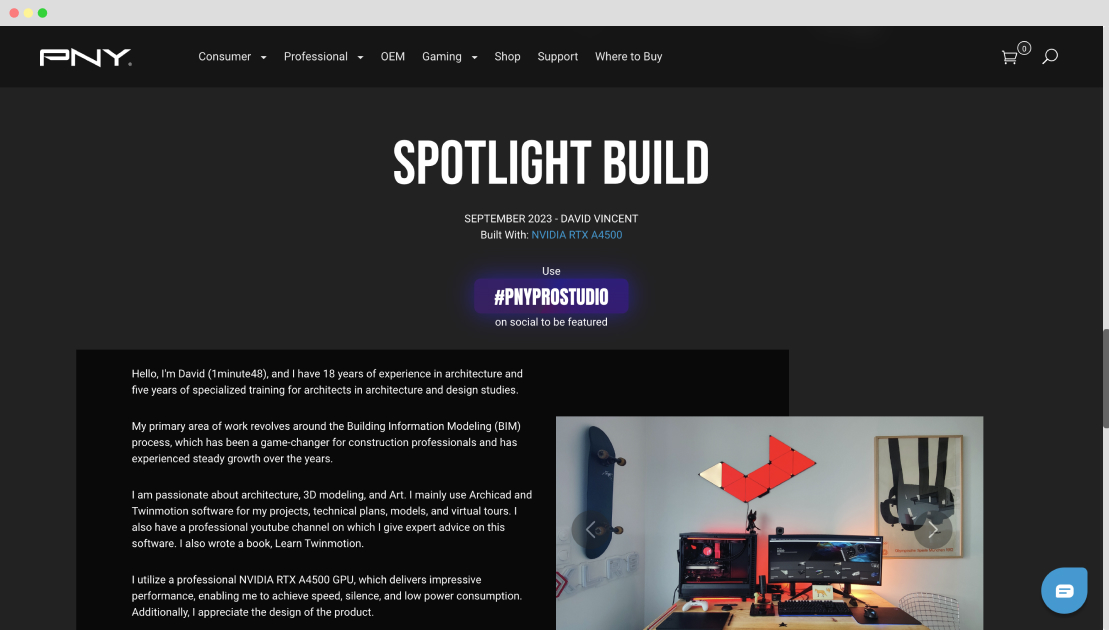 PNY
Consumer
Professional
OEM
Gaming
Shop
Support
Where to Buy
0
SPOTLIGHT BUILD
SEPTEMBER 2023 - DAVID VINCENT
Built With: NVIDIA RTX A4500
Use
#PNYPROSTUDIO
on social to be featured
Hello, I'm David (1minute48), and I have 18 years of experience in architecture and
five years of specialized training for architects in architecture and design studies.
My primary area of work revolves around the Building Information Modeling (BIM)
process, which has been a game-changer for construction professionals and has
experienced steady growth over the years.
I am passionate about architecture, 3D modeling, and Art. I mainly use Archicad and
Twinmotion software for my projects, technical plans, models, and virtual tours. I
also have a professional youtube channel on which I give expert advice on this
software. I also wrote a book, Learn Twinmotion.
I utilize a professional NVIDIA RTX A4500 GPU, which delivers impressive
performance, enabling me to achieve speed, silence, and low power consumption.
Additionally, I appreciate the design of the product.